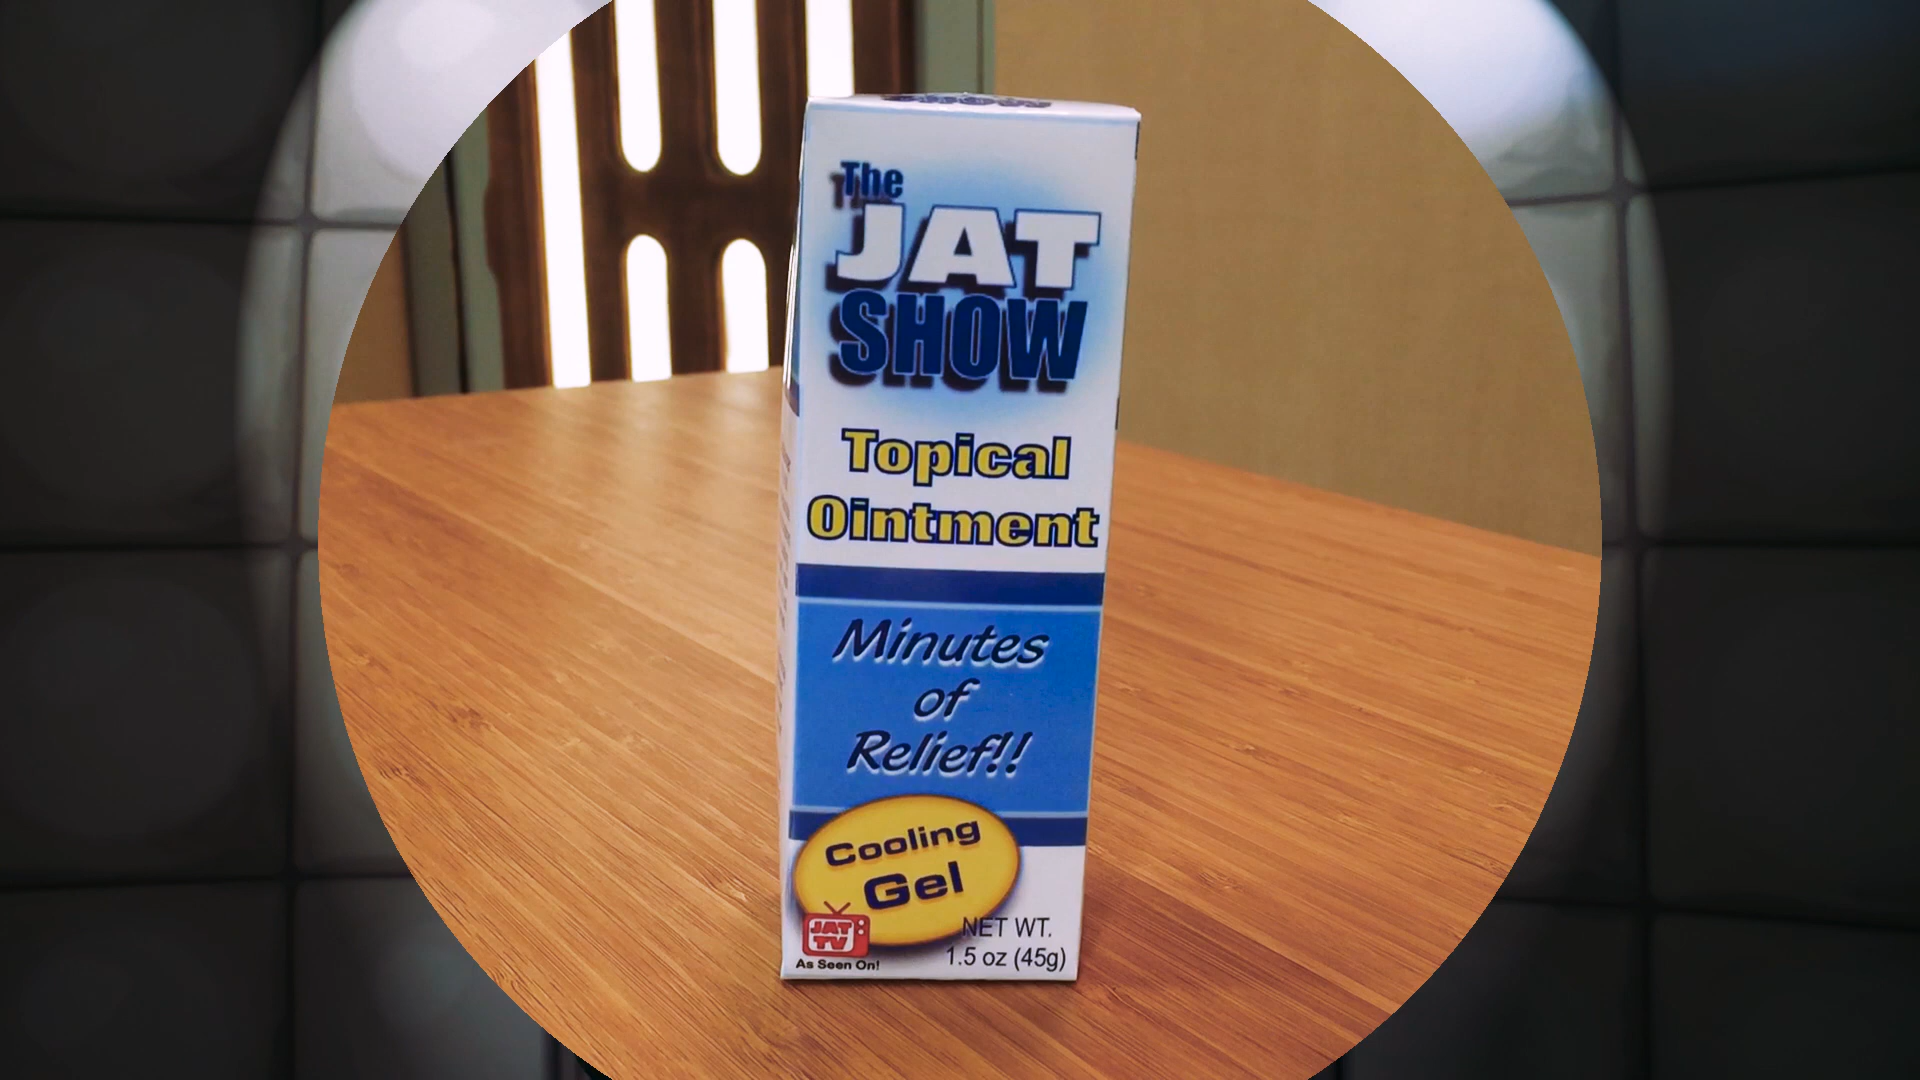 The
JAT
SHOW
Topical
Ointment
Minutes
of
Relief!!
Cooling
Gel
JAT
TV
As Seen On!
NET WT.
1.5 oz (45g)